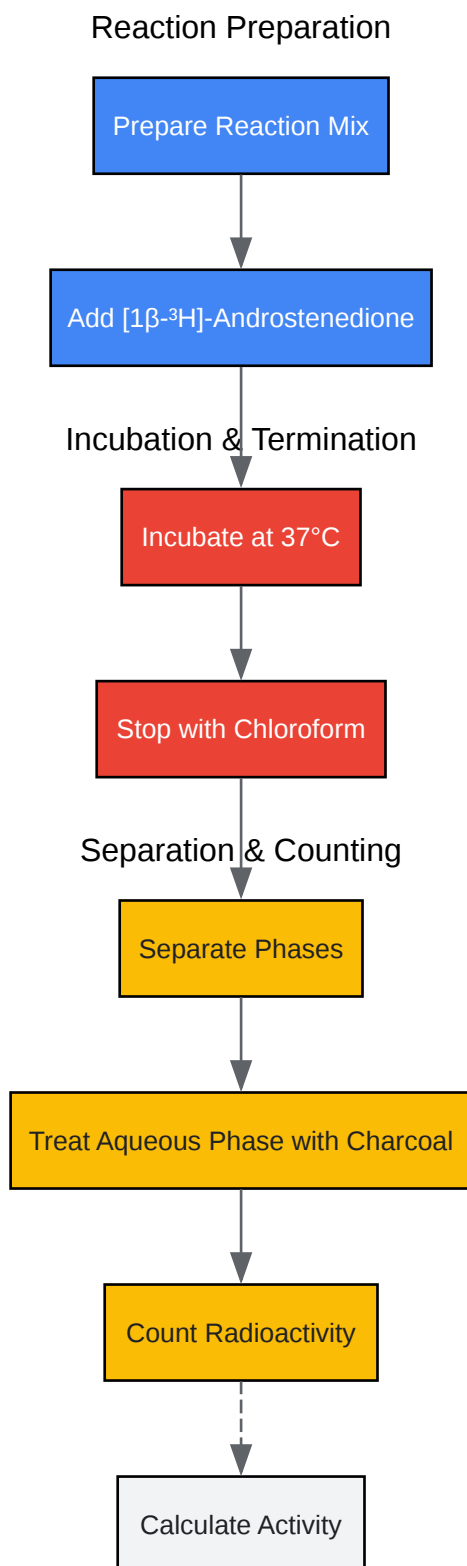 Reaction Preparation
Prepare Reaction Mix
Add [1β-³H]-Androstenedione
Incubation & Termination
Incubate at 37°C
Stop with Chloroform
Separation & Counting
Separate Phases
Treat Aqueous Phase with Charcoal
Count Radioactivity
Calculate Activity